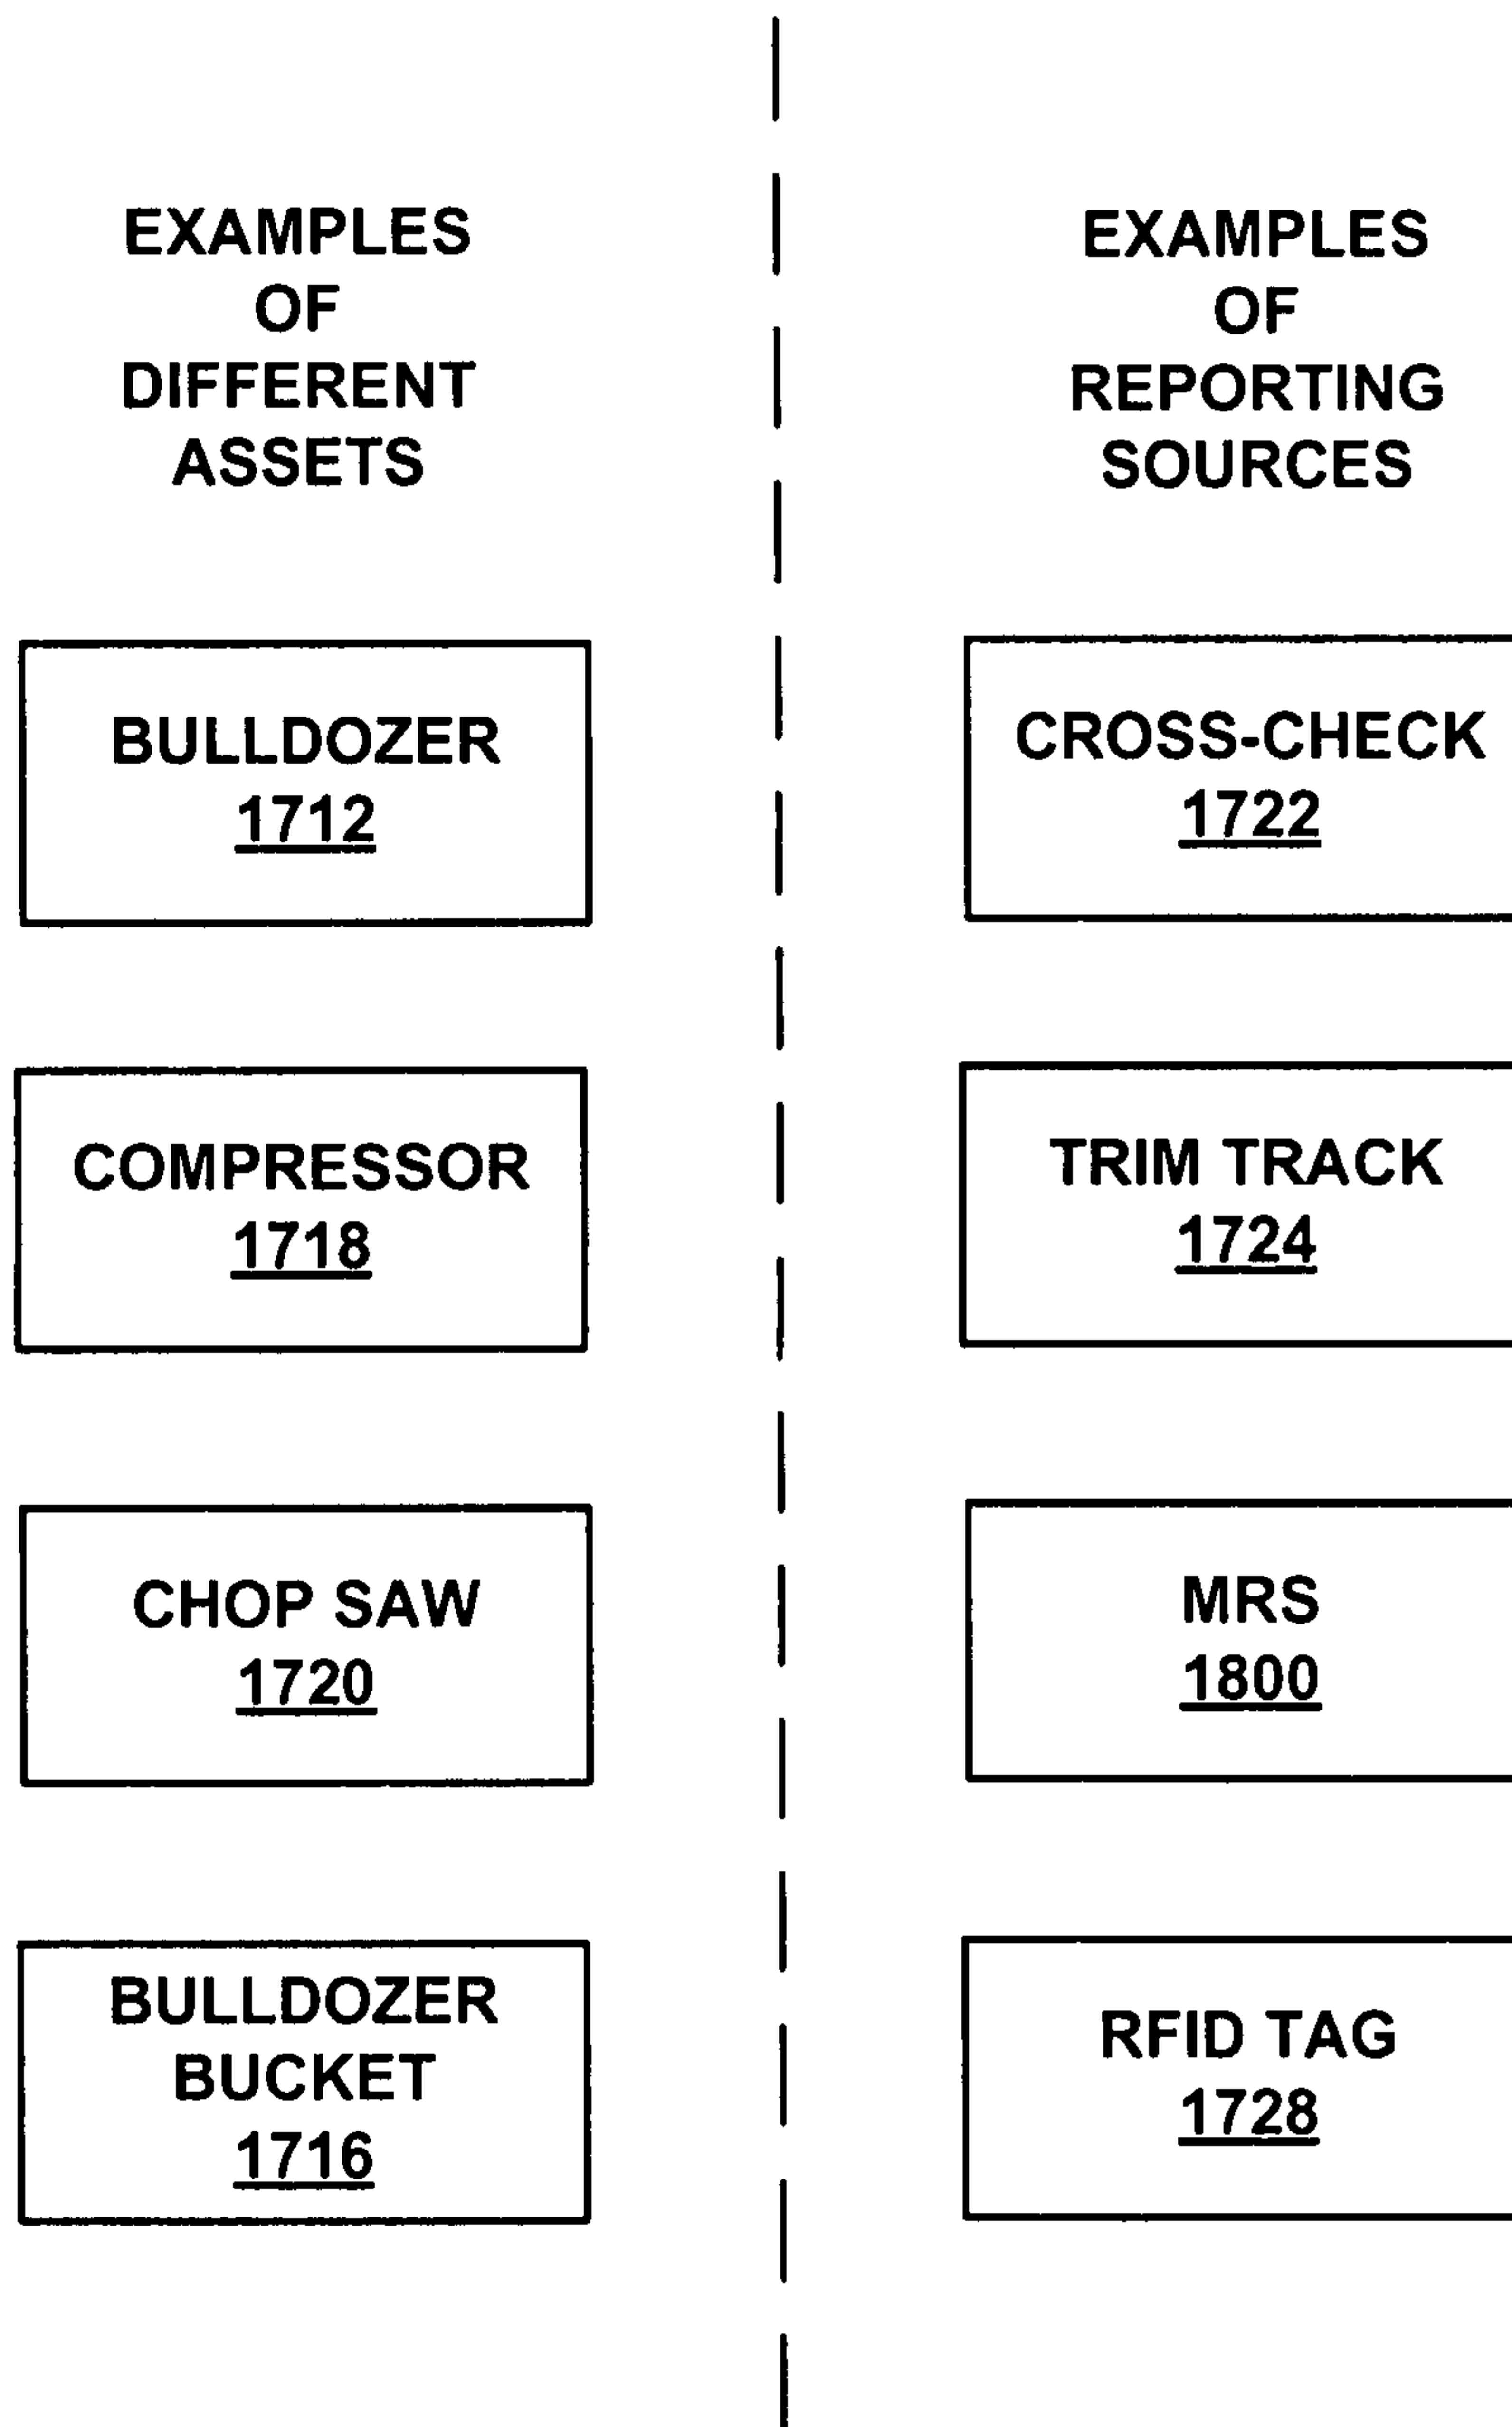 EXAMPLES
OF
DIFFERENT
ASSETS
BULLDOZER
1712
COMPRESSOR
1718
CHOP SAW
1720
BULLDOZER
BUCKET
1716
EXAMPLES
OF
REPORTING
SOURCES
CROSS-CHECK
1722
TRIM TRACK
1724
MRS
1800
RFID TAG
1728